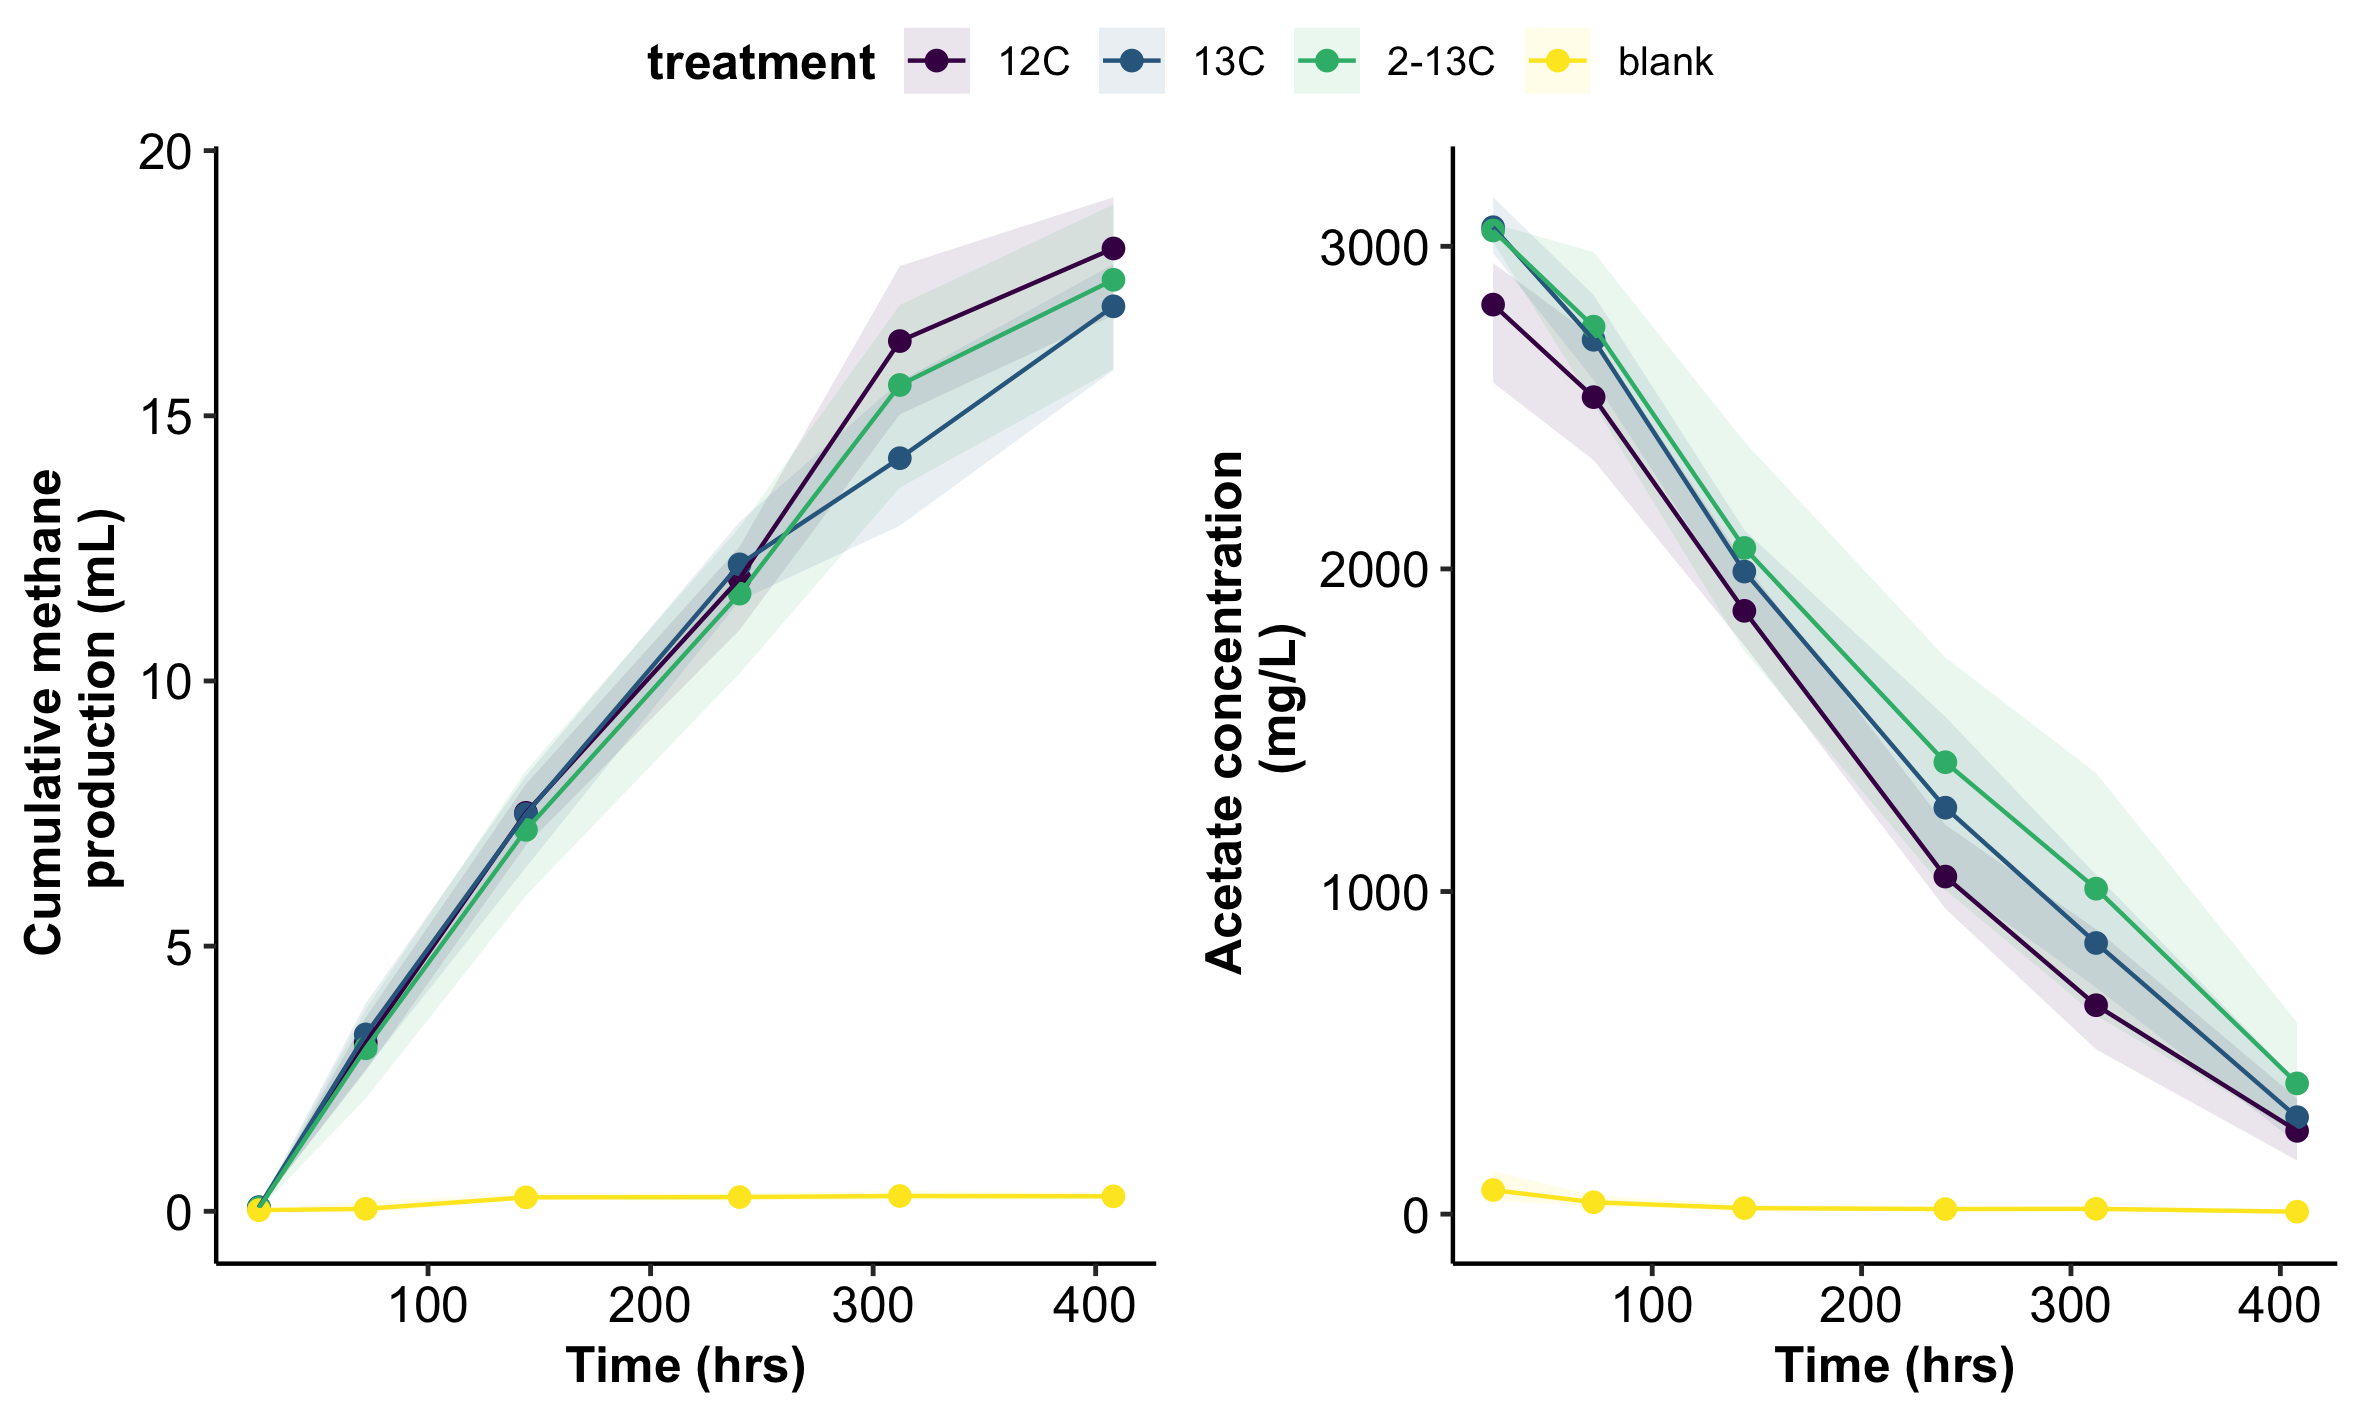 treatment 12C 13C 2-13C blank
Cumulative methane
production (mL)
20
15
10
5
0
100 200 300 400
Time (hrs)
Acetate concentration
(mg/L)
3000
2000
1000
0
100 200 300 400
Time (hrs)